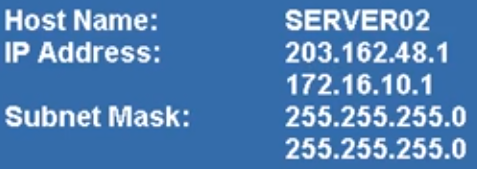 Host Name: SERVER02
IP Address: 203.162.48.1
172.16.10.1
Subnet Mask: 255.255.255.0
255.255.255.0